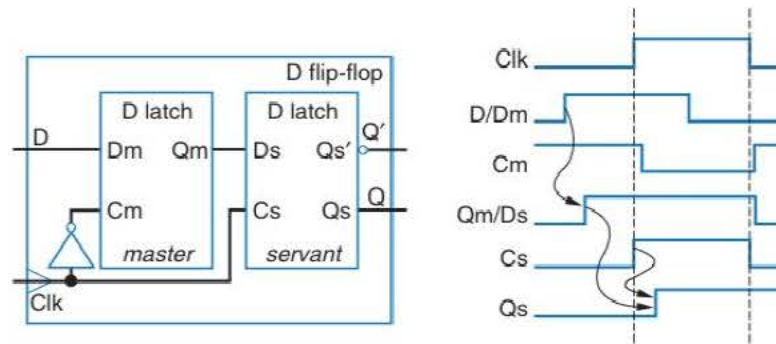 D flip-flop
D latch
D latch
D
Dm
Qm
Ds
Qs'
Q'
Cm
Cs
Qs
Q
master
servant
Clk
Clk
D/Dm
Cm
Qm/Ds
Cs
Qs